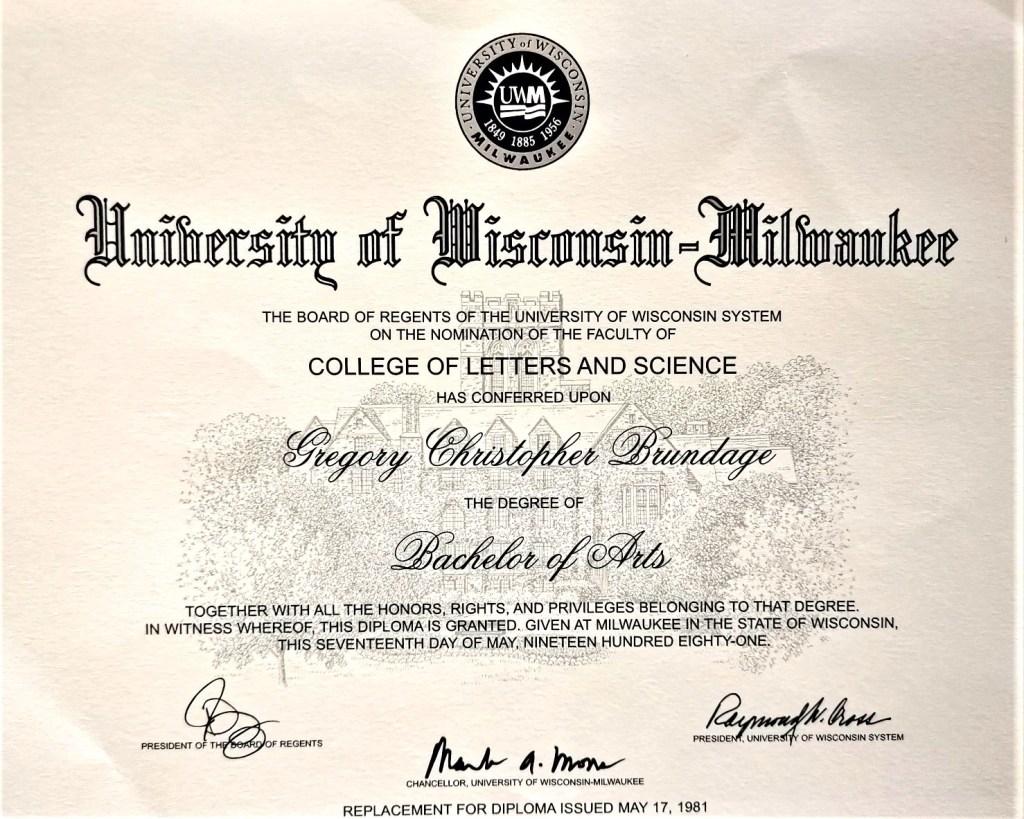 UNIVERSITY of WISCONSIN
UWM
1849 1885 1956
MILWAUKEE
University of Wisconsin-Milwaukee
THE BOARD OF REGENTS OF THE UNIVERSITY OF WISCONSIN SYSTEM
ON THE NOMINATION OF THE FACULTY OF
COLLEGE OF LETTERS AND SCIENCE
HAS CONFERRED UPON
Gregory Christopher Brundage
THE DEGREE OF
Bachelor of Arts
TOGETHER WITH ALL THE HONORS, RIGHTS, AND PRIVILEGES BELONGING TO THAT DEGREE.
IN WITNESS WHEREOF, THIS DIPLOMA IS GRANTED. GIVEN AT MILWAUKEE IN THE STATE OF WISCONSIN,
THIS SEVENTEENTH DAY OF MAY, NINETEEN HUNDRED EIGHTY-ONE.
PRESIDENT OF THE BOARD OF REGENTS
Raymond W. Cross
PRESIDENT, UNIVERSITY OF WISCONSIN SYSTEM
Mark A. Mone
CHANCELLOR, UNIVERSITY OF WISCONSIN-MILWAUKEE
REPLACEMENT FOR DIPLOMA ISSUED MAY 17, 1981